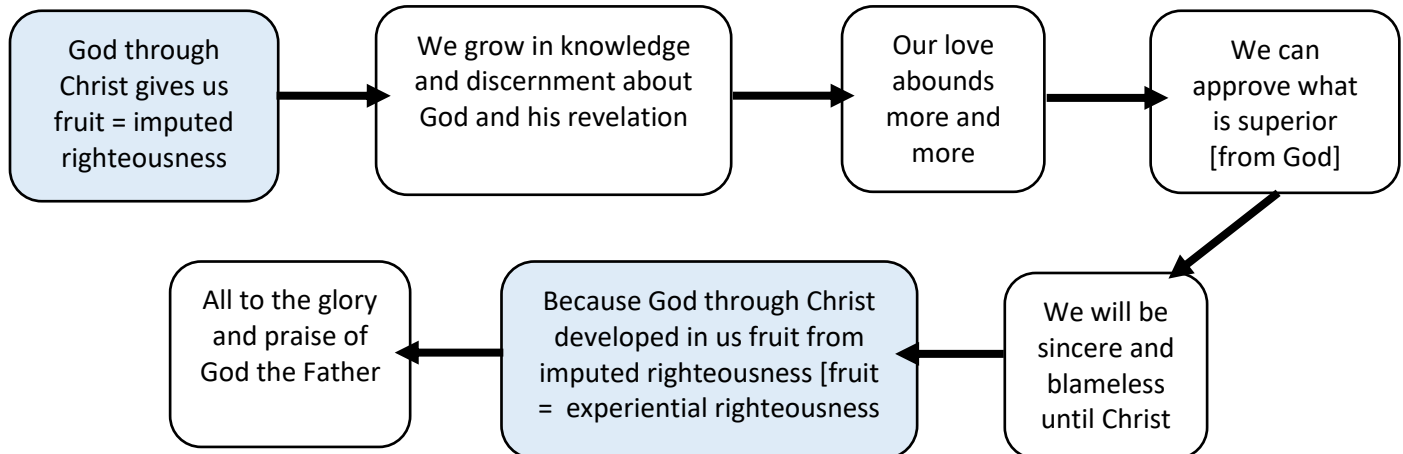 God through
Christ gives us
fruit = imputed
righteousness
We grow in knowledge
and discernment about
God and his revelation
Our love
abounds
more and
more
We can
approve what
is superior
[from God]
We will be
sincere and
blameless
until Christ
Because God through Christ
developed in us fruit from
imputed righteousness [fruit
= experiential righteousness
All to the glory
and praise of
God the Father